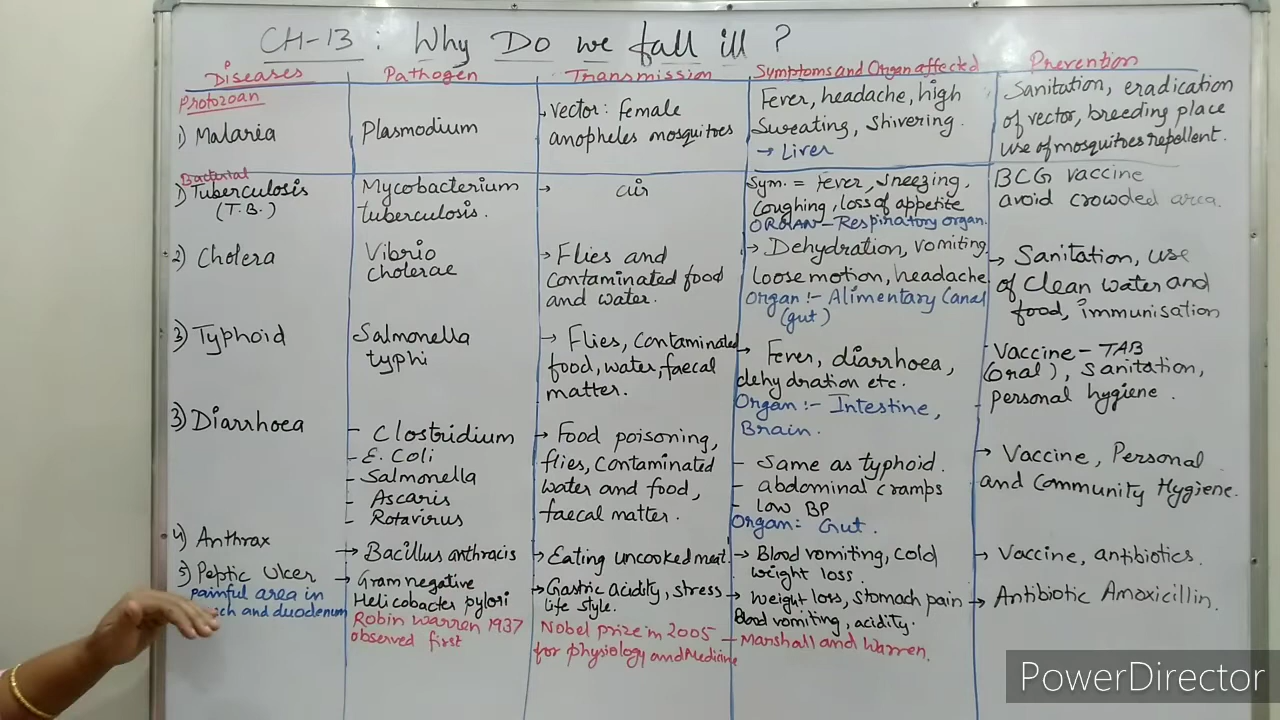 CH-13 : Why Do we fall ill ?
Diseases
Pathogen
Transmission
Symptoms and Organ affected
Prevention
Protozoan
1) Malaria
Plasmodium
Vector: female
anopheles mosquitoes
Fever, headache, high
Sweating, Shivering.
→ Liver
Sanitation, eradication
of vector, breeding place
use of mosquitoes repellent.
Bacterial
1) Tuberculosis
(T.B.)
Mycobacterium
tuberculosis.
→ air
Sym. = Fever, sneezing,
Coughing, loss of appetite
ORGAN - Respiratory organ.
BCG vaccine
avoid crowded area.
2) Cholera
Vibrio
cholerae
→ Flies and
Contaminated food
and water.
→ Dehydration, vomiting
loose motion, headache
Organ :- Alimentary Canal
(gut)
→ Sanitation, use
of Clean water and
food, immunisation
3) Typhoid
Salmonella
typhi
→ Flies, contaminated
food, water, faecal
matter.
→ Fever, diarrhoea,
dehydration etc.
Organ :- Intestine,
Brain.
- Vaccine - TAB
(oral), sanitation,
personal hygiene.
3) Diarrhoea
- Clostridium
- E. Coli
- Salmonella
- Ascaris
- Rotavirus
→ Food poisoning,
flies, contaminated
water and food,
faecal matter.
- Same as typhoid.
- abdominal cramps
- low BP
Organ = Gut.
→ Vaccine, Personal
and Community Hygiene.
4) Anthrax
→ Bacillus anthracis
→ Eating uncooked meat.
→ Blood vomiting, cold
weight loss.
→ Vaccine, antibiotics.
5) Peptic Ulcer
painful area in
and duodenum
→ Gram negative
Helicobacter pylori
Robin Warren 1937
observed first
→ Gastric acidity, stress
life style.
Nobel prize in 2005
for physiology and Medicine
→ weight loss, stomach pain
Blood vomiting, acidity.
- Marshall and Warren.
→ Antibiotic Amoxicillin.
PowerDirector